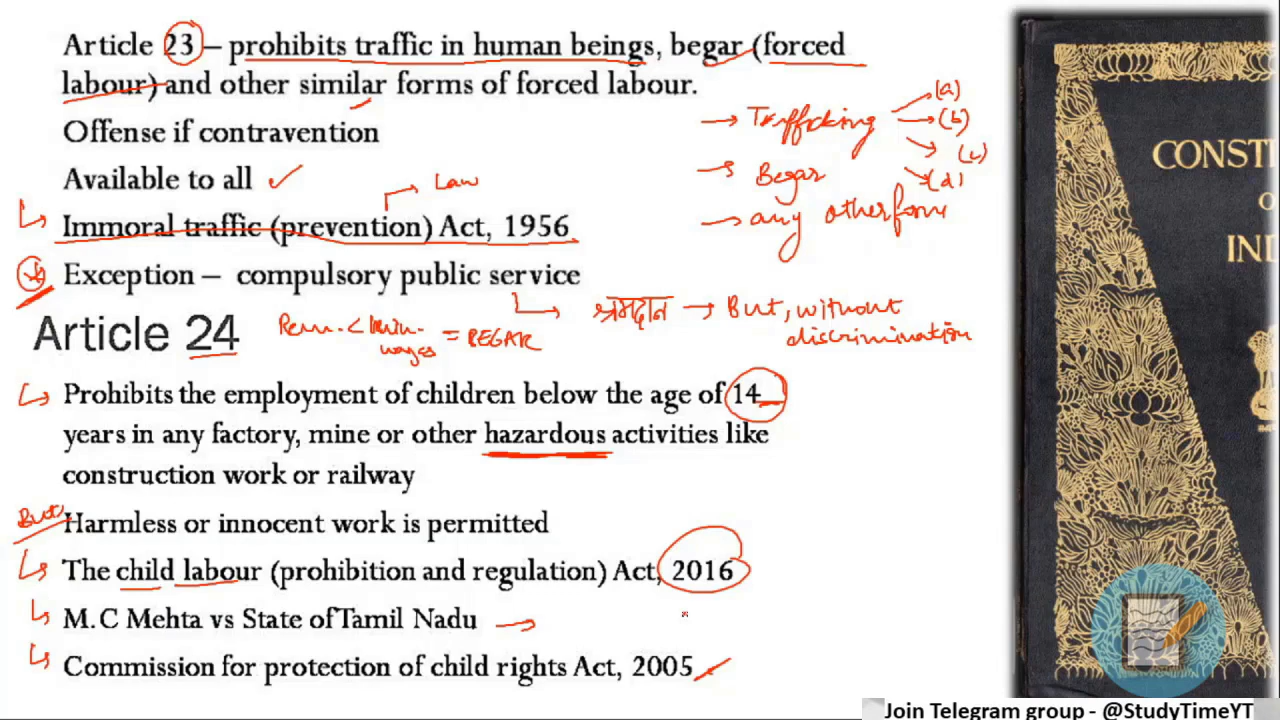 Article 23 – prohibits traffic in human beings, begar (forced
labour) and other similar forms of forced labour.
Offense if contravention
Available to all
Law
Immoral traffic (prevention) Act, 1956
Exception – compulsory public service
→ Trafficking
(a)
(b)
(c)
(d)
→ Begar
→ any other form
श्रमदान → But, without
discrimination
Article 24
Rem. < Min.
wages = BEGAR
Prohibits the employment of children below the age of 14
years in any factory, mine or other hazardous activities like
construction work or railway
But
Harmless or innocent work is permitted
The child labour (prohibition and regulation) Act, 2016
M.C Mehta vs State of Tamil Nadu →
Commission for protection of child rights Act, 2005
CONST
O
IND
Join Telegram group - @StudyTimeYT